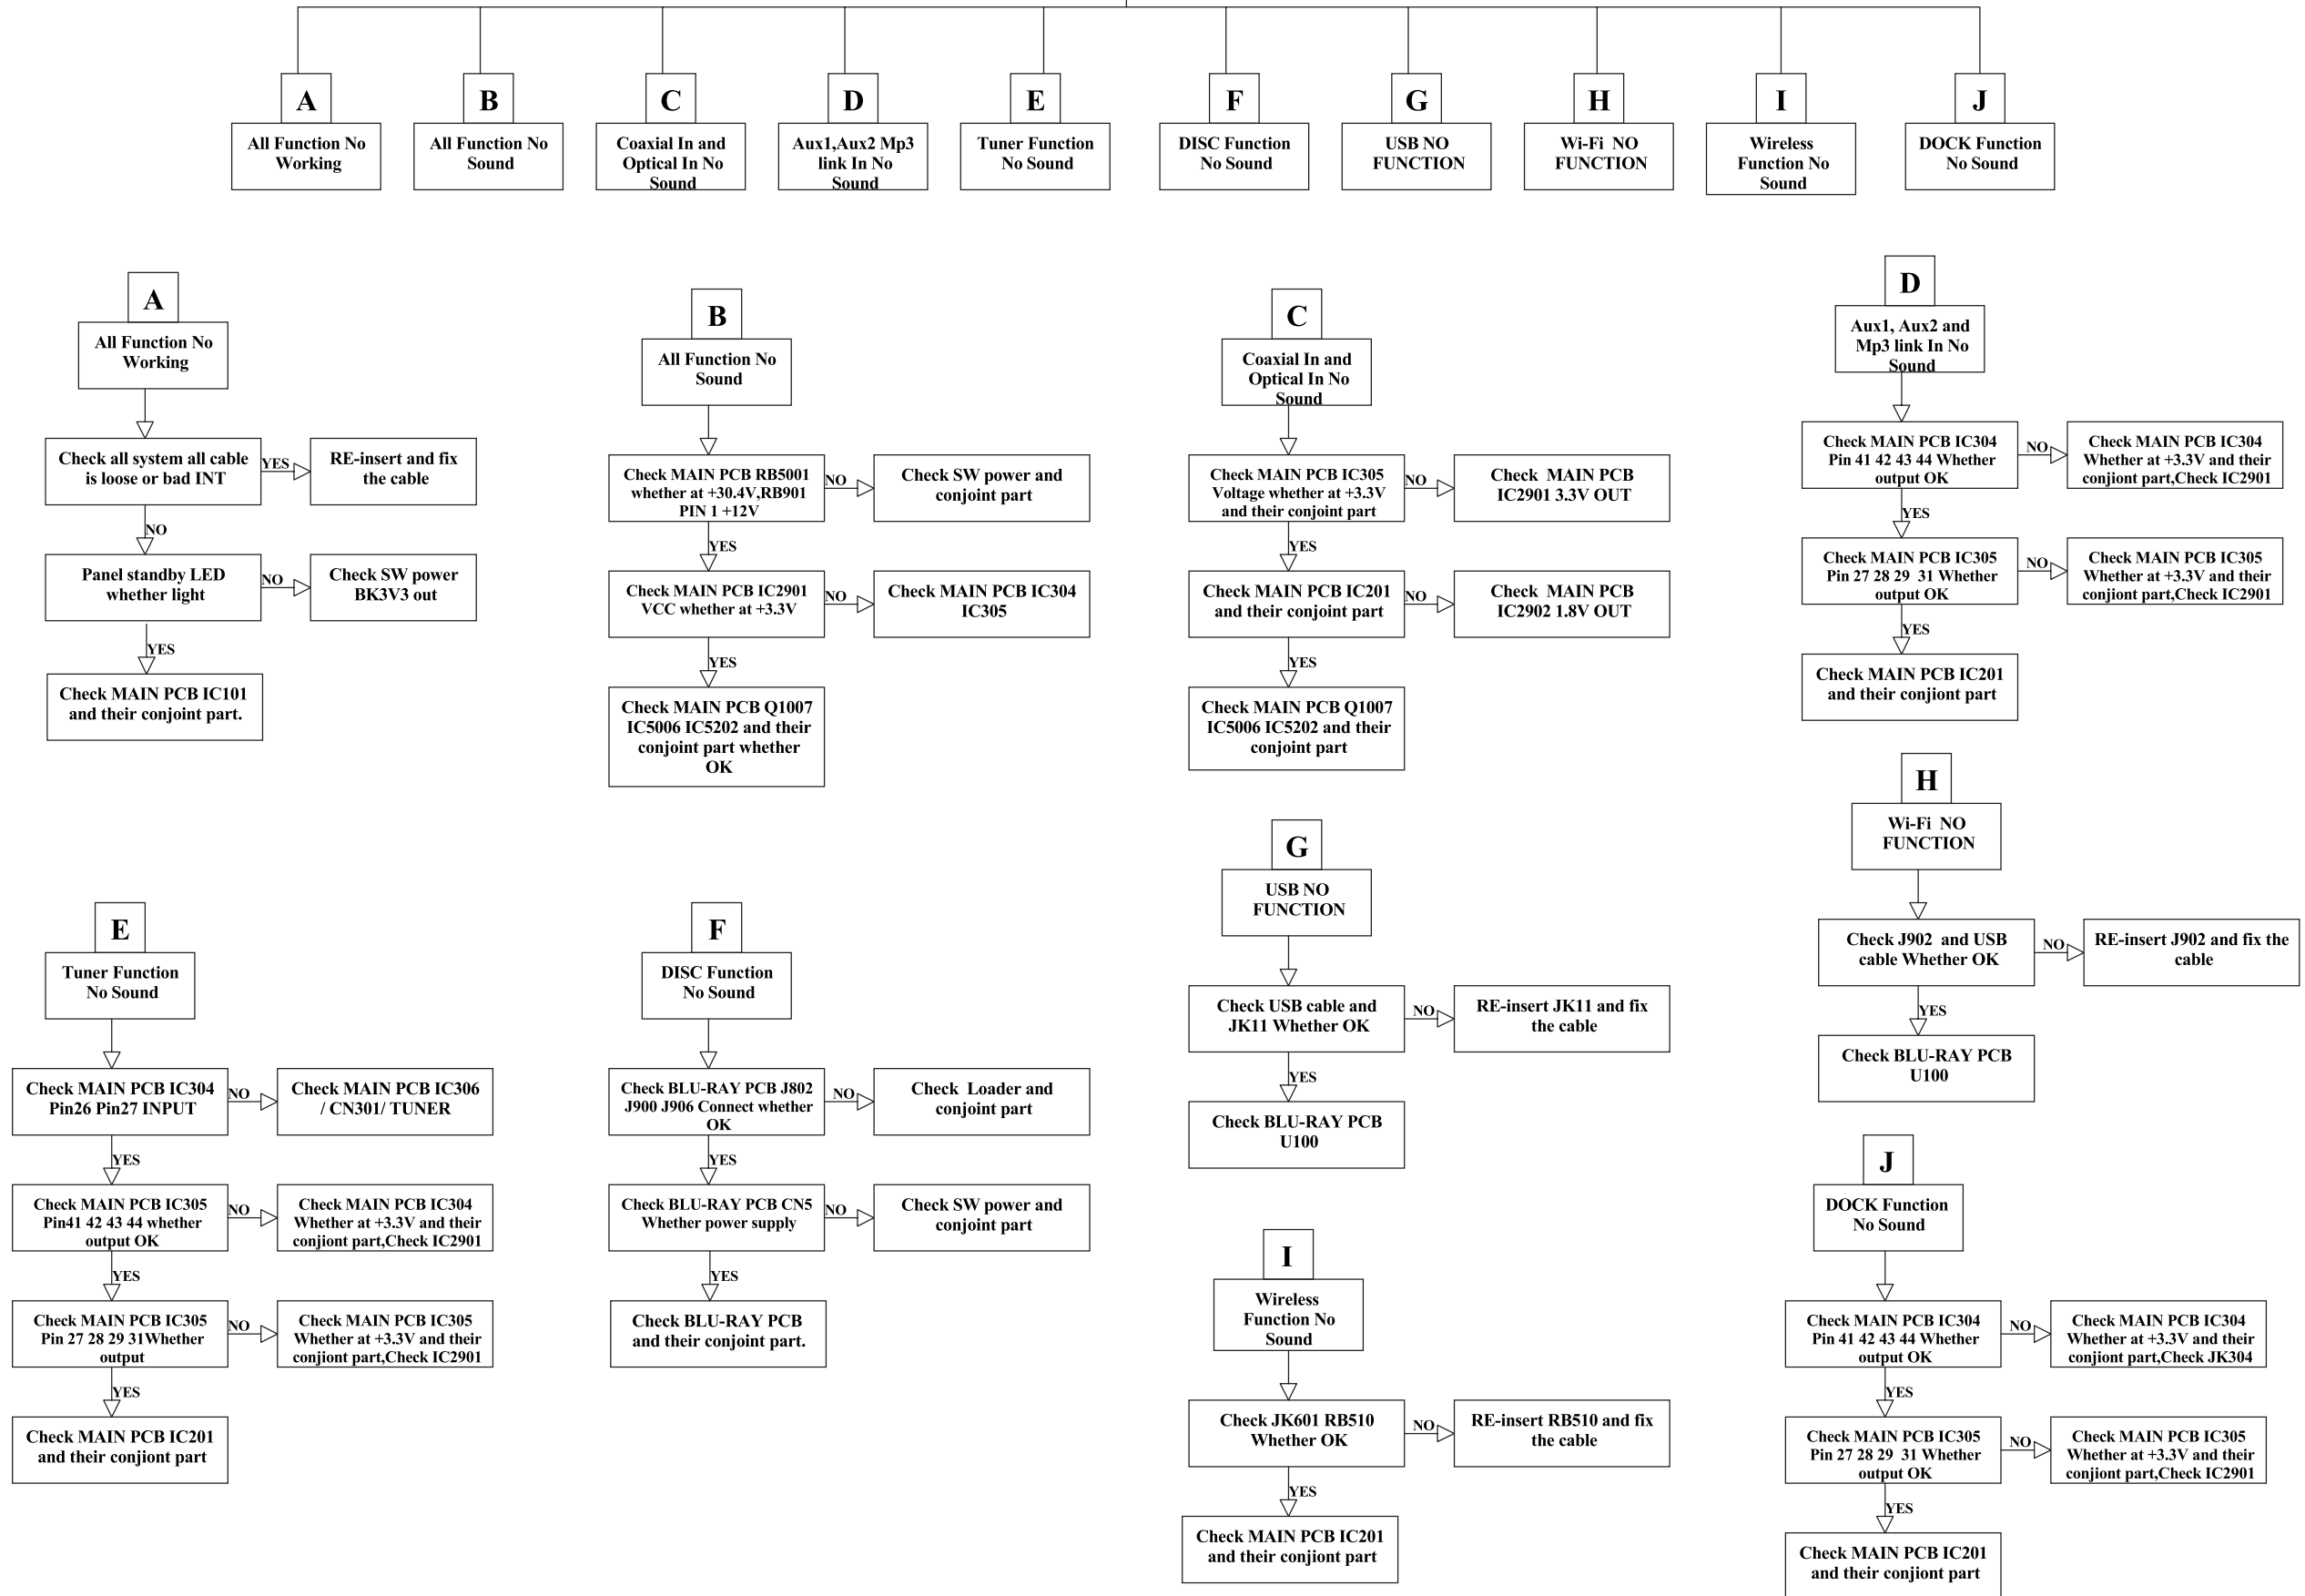 A
B
C
D
E
F
G
H
I
J
All Function No
Working
All Function No
Sound
Coaxial In and
Optical In No
Sound
Aux1,Aux2 Mp3
link In No
Sound
Tuner Function
No Sound
DISC Function
No Sound
USB NO
FUNCTION
Wi-Fi NO
FUNCTION
Wireless
Function No
Sound
DOCK Function
No Sound
A
All Function No
Working
Check all system all cable
is loose or bad INT
YES
RE-insert and fix
the cable
NO
Panel standby LED
whether light
NO
Check SW power
BK3V3 out
YES
Check MAIN PCB IC101
and their conjoint part.
B
All Function No
Sound
Check MAIN PCB RB5001
whether at +30.4V,RB901
PIN 1 +12V
NO
Check SW power and
conjoint part
YES
Check MAIN PCB IC2901
VCC whether at +3.3V
NO
Check MAIN PCB IC304
IC305
YES
Check MAIN PCB Q1007
IC5006 IC5202 and their
conjoint part whether
OK
C
Coaxial In and
Optical In No
Sound
Check MAIN PCB IC305
Voltage whether at +3.3V
and their conjoint part
NO
Check MAIN PCB
IC2901 3.3V OUT
YES
Check MAIN PCB IC201
and their conjoint part
NO
Check MAIN PCB
IC2902 1.8V OUT
YES
Check MAIN PCB Q1007
IC5006 IC5202 and their
conjoint part
D
Aux1, Aux2 and
Mp3 link In No
Sound
Check MAIN PCB IC304
Pin 41 42 43 44 Whether
output OK
NO
Check MAIN PCB IC304
Whether at +3.3V and their
conjiont part,Check IC2901
YES
Check MAIN PCB IC305
Pin 27 28 29 31 Whether
output OK
NO
Check MAIN PCB IC305
Whether at +3.3V and their
conjiont part,Check IC2901
YES
Check MAIN PCB IC201
and their conjiont part
E
Tuner Function
No Sound
Check MAIN PCB IC304
Pin26 Pin27 INPUT
NO
Check MAIN PCB IC306
/ CN301/ TUNER
YES
Check MAIN PCB IC305
Pin41 42 43 44 whether
output OK
NO
Check MAIN PCB IC304
Whether at +3.3V and their
conjiont part,Check IC2901
YES
Check MAIN PCB IC305
Pin 27 28 29 31Whether
output
NO
Check MAIN PCB IC305
Whether at +3.3V and their
conjiont part,Check IC2901
YES
Check MAIN PCB IC201
and their conjiont part
F
DISC Function
No Sound
Check BLU-RAY PCB J802
J900 J906 Connect whether
OK
NO
Check Loader and
conjoint part
YES
Check BLU-RAY PCB CN5
Whether power supply
NO
Check SW power and
conjoint part
YES
Check BLU-RAY PCB
and their conjoint part.
G
USB NO
FUNCTION
Check USB cable and
JK11 Whether OK
NO
RE-insert JK11 and fix
the cable
YES
Check BLU-RAY PCB
U100
H
Wi-Fi NO
FUNCTION
Check J902 and USB
cable Whether OK
NO
RE-insert J902 and fix the
cable
YES
Check BLU-RAY PCB
U100
I
Wireless
Function No
Sound
Check JK601 RB510
Whether OK
NO
RE-insert RB510 and fix
the cable
YES
Check MAIN PCB IC201
and their conjiont part
J
DOCK Function
No Sound
Check MAIN PCB IC304
Pin 41 42 43 44 Whether
output OK
NO
Check MAIN PCB IC304
Whether at +3.3V and their
conjiont part,Check JK304
YES
Check MAIN PCB IC305
Pin 27 28 29 31 Whether
output OK
NO
Check MAIN PCB IC305
Whether at +3.3V and their
conjiont part,Check IC2901
YES
Check MAIN PCB IC201
and their conjiont part